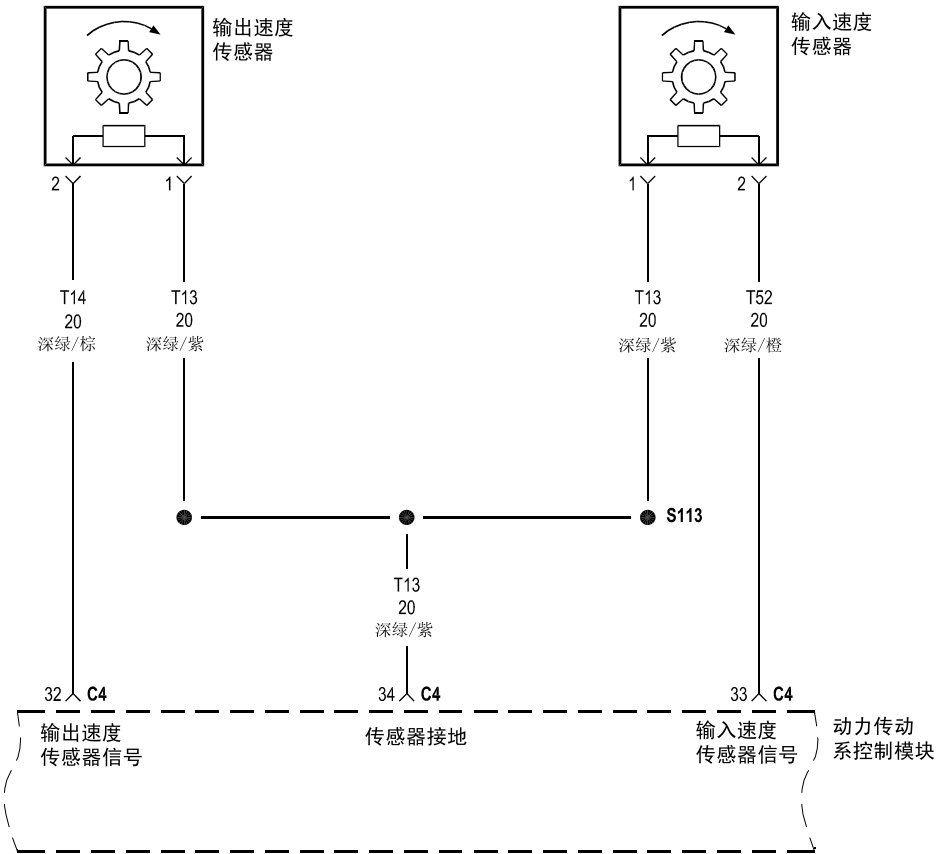 输出速度
传感器
输入速度
传感器
2
1
1
2
T14
20
深绿/棕
T13
20
深绿/紫
T13
20
深绿/紫
T52
20
深绿/橙
S113
T13
20
深绿/紫
32 C4
34 C4
33 C4
输出速度
传感器信号
传感器接地
输入速度
传感器信号
动力传动
系控制模块